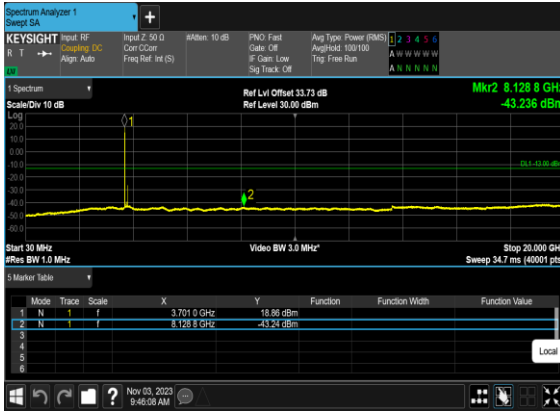 Spectrum Analyzer 1
Swept SA
+
KEYSIGHT
R T
LXI
Input: RF
Coupling: DC
Align: Auto
Input Z: 50 Ω
Corr CCorr
Freq Ref: Int (S)
#Atten: 10 dB
PNO: Fast
Gate: Off
IF Gain: Low
Sig Track: Off
Avg Type: Power (RMS)
Avg|Hold: 100/100
Trig: Free Run
1 2 3 4 5 6
A W W W W W
A N N N N N
1 Spectrum
Scale/Div 10 dB
Ref Lvl Offset 33.73 dB
Ref Level 30.00 dBm
Mkr2 8.128 8 GHz
-43.236 dBm
Log
20.0
10.0
0.00
-10.0
-20.0
-30.0
-40.0
-50.0
-60.0
1
2
DL1 -13.00 dBm
Start 30 MHz
#Res BW 1.0 MHz
Video BW 3.0 MHz*
Stop 20.000 GHz
Sweep 34.7 ms (40001 pts)
5 Marker Table
Mode Trace Scale X Y Function Function Width Function Value
1 N 1 f 3.701 0 GHz 18.86 dBm
2 N 1 f 8.128 8 GHz -43.24 dBm
3
4
5
6
Local
?
Nov 03, 2023
9:46:08 AM